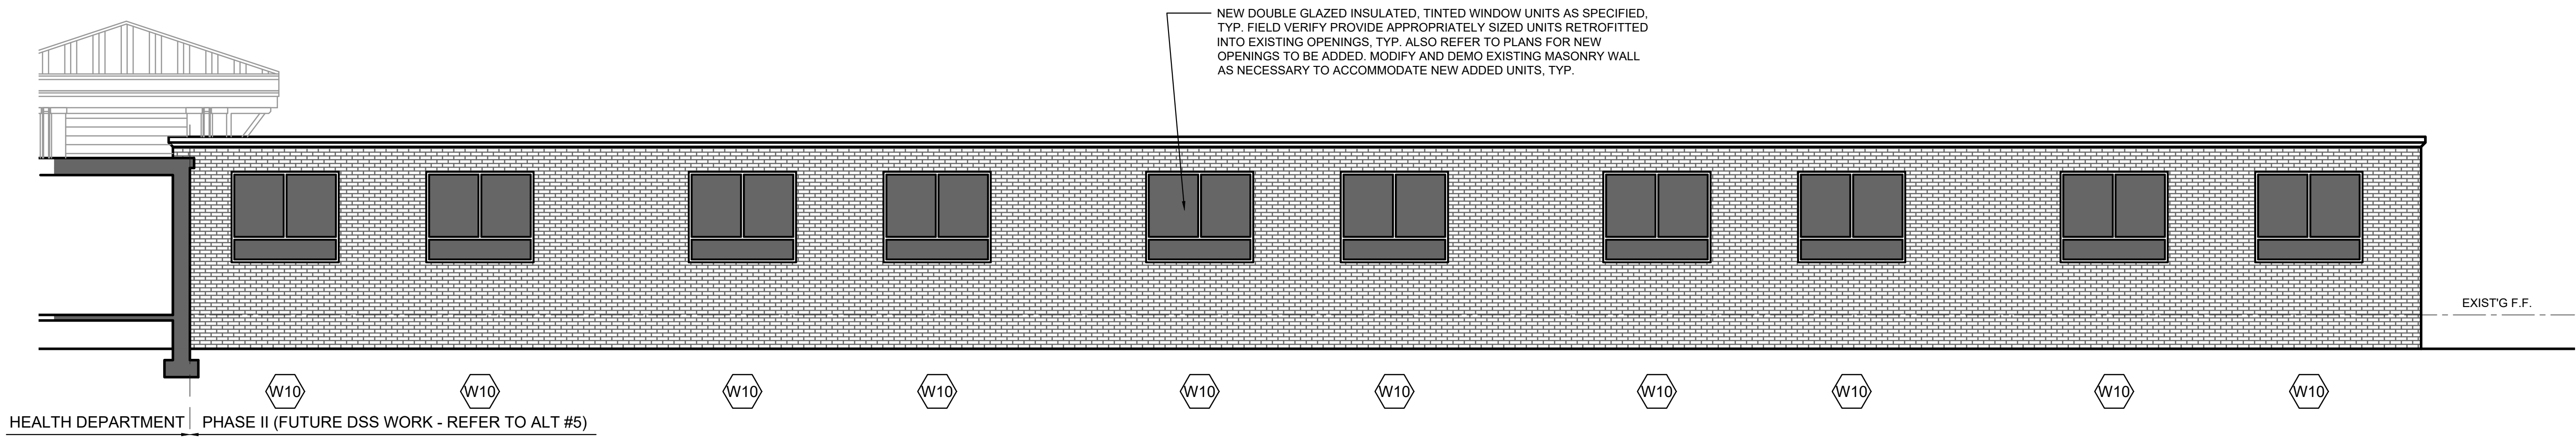 NEW DOUBLE GLAZED INSULATED, TINTED WINDOW UNITS AS SPECIFIED,
TYP. FIELD VERIFY PROVIDE APPROPRIATELY SIZED UNITS RETROFITTED
INTO EXISTING OPENINGS, TYP. ALSO REFER TO PLANS FOR NEW
OPENINGS TO BE ADDED. MODIFY AND DEMO EXISTING MASONRY WALL
AS NECESSARY TO ACCOMMODATE NEW ADDED UNITS, TYP.
EXIST'G F.F.
W10 W10 W10 W10 W10 W10 W10 W10 W10 W10
HEALTH DEPARTMENT PHASE II (FUTURE DSS WORK - REFER TO ALT #5)